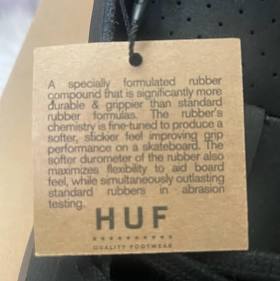 A specially formulated rubber
compound that is significantly more
durable & grippier than standard
rubber formulas. The rubber's
chemistry is fine-tuned to produce a
softer, stickier feel improving grip
performance on a skateboard. The
softer durometer of the rubber also
maximizes flexibility to aid board
feel, while simultaneously outlasting
standard rubbers in abrasion
testing.
HUF
QUALITY FOOTWEAR